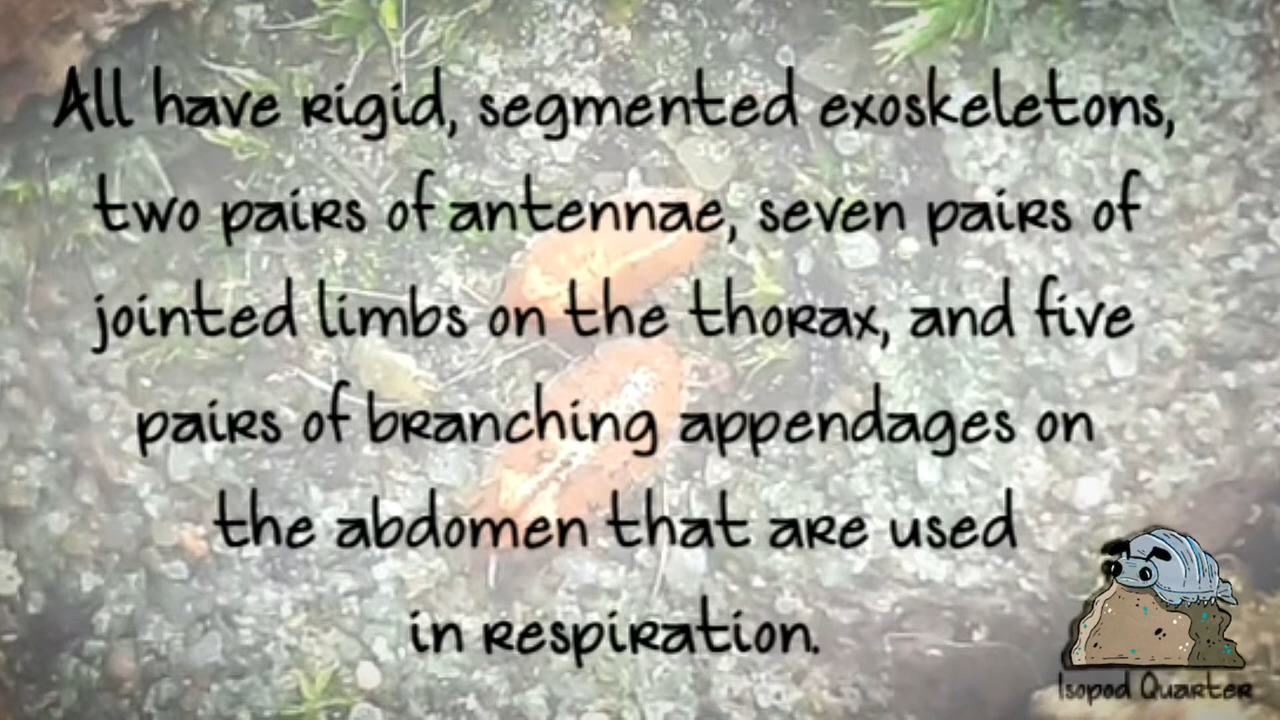 All have rigid, segmented exoskeletons,
two pairs of antennae, seven pairs of
jointed limbs on the thorax, and five
pairs of branching appendages on
the abdomen that are used
in respiration.
Isopod Quarter